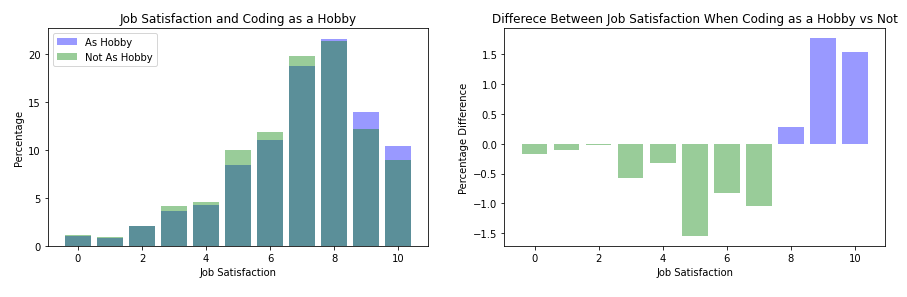 Job Satisfaction and Coding as a Hobby
As Hobby
Not As Hobby
Percentage
20
15
10
5
0
0 2 4 6 8 10
Job Satisfaction
Differece Between Job Satisfaction When Coding as a Hobby vs Not
Percentage Difference
1.5
1.0
0.5
0.0
−0.5
−1.0
−1.5
0 2 4 6 8 10
Job Satisfaction